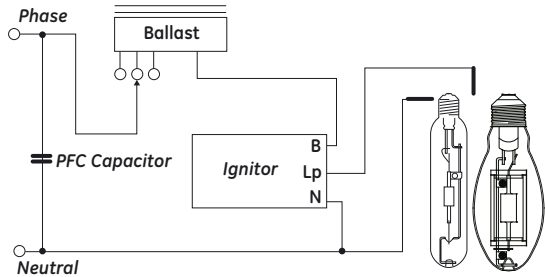 Phase
Ballast
B
PFC Capacitor
Ignitor
Lp
N
Neutral